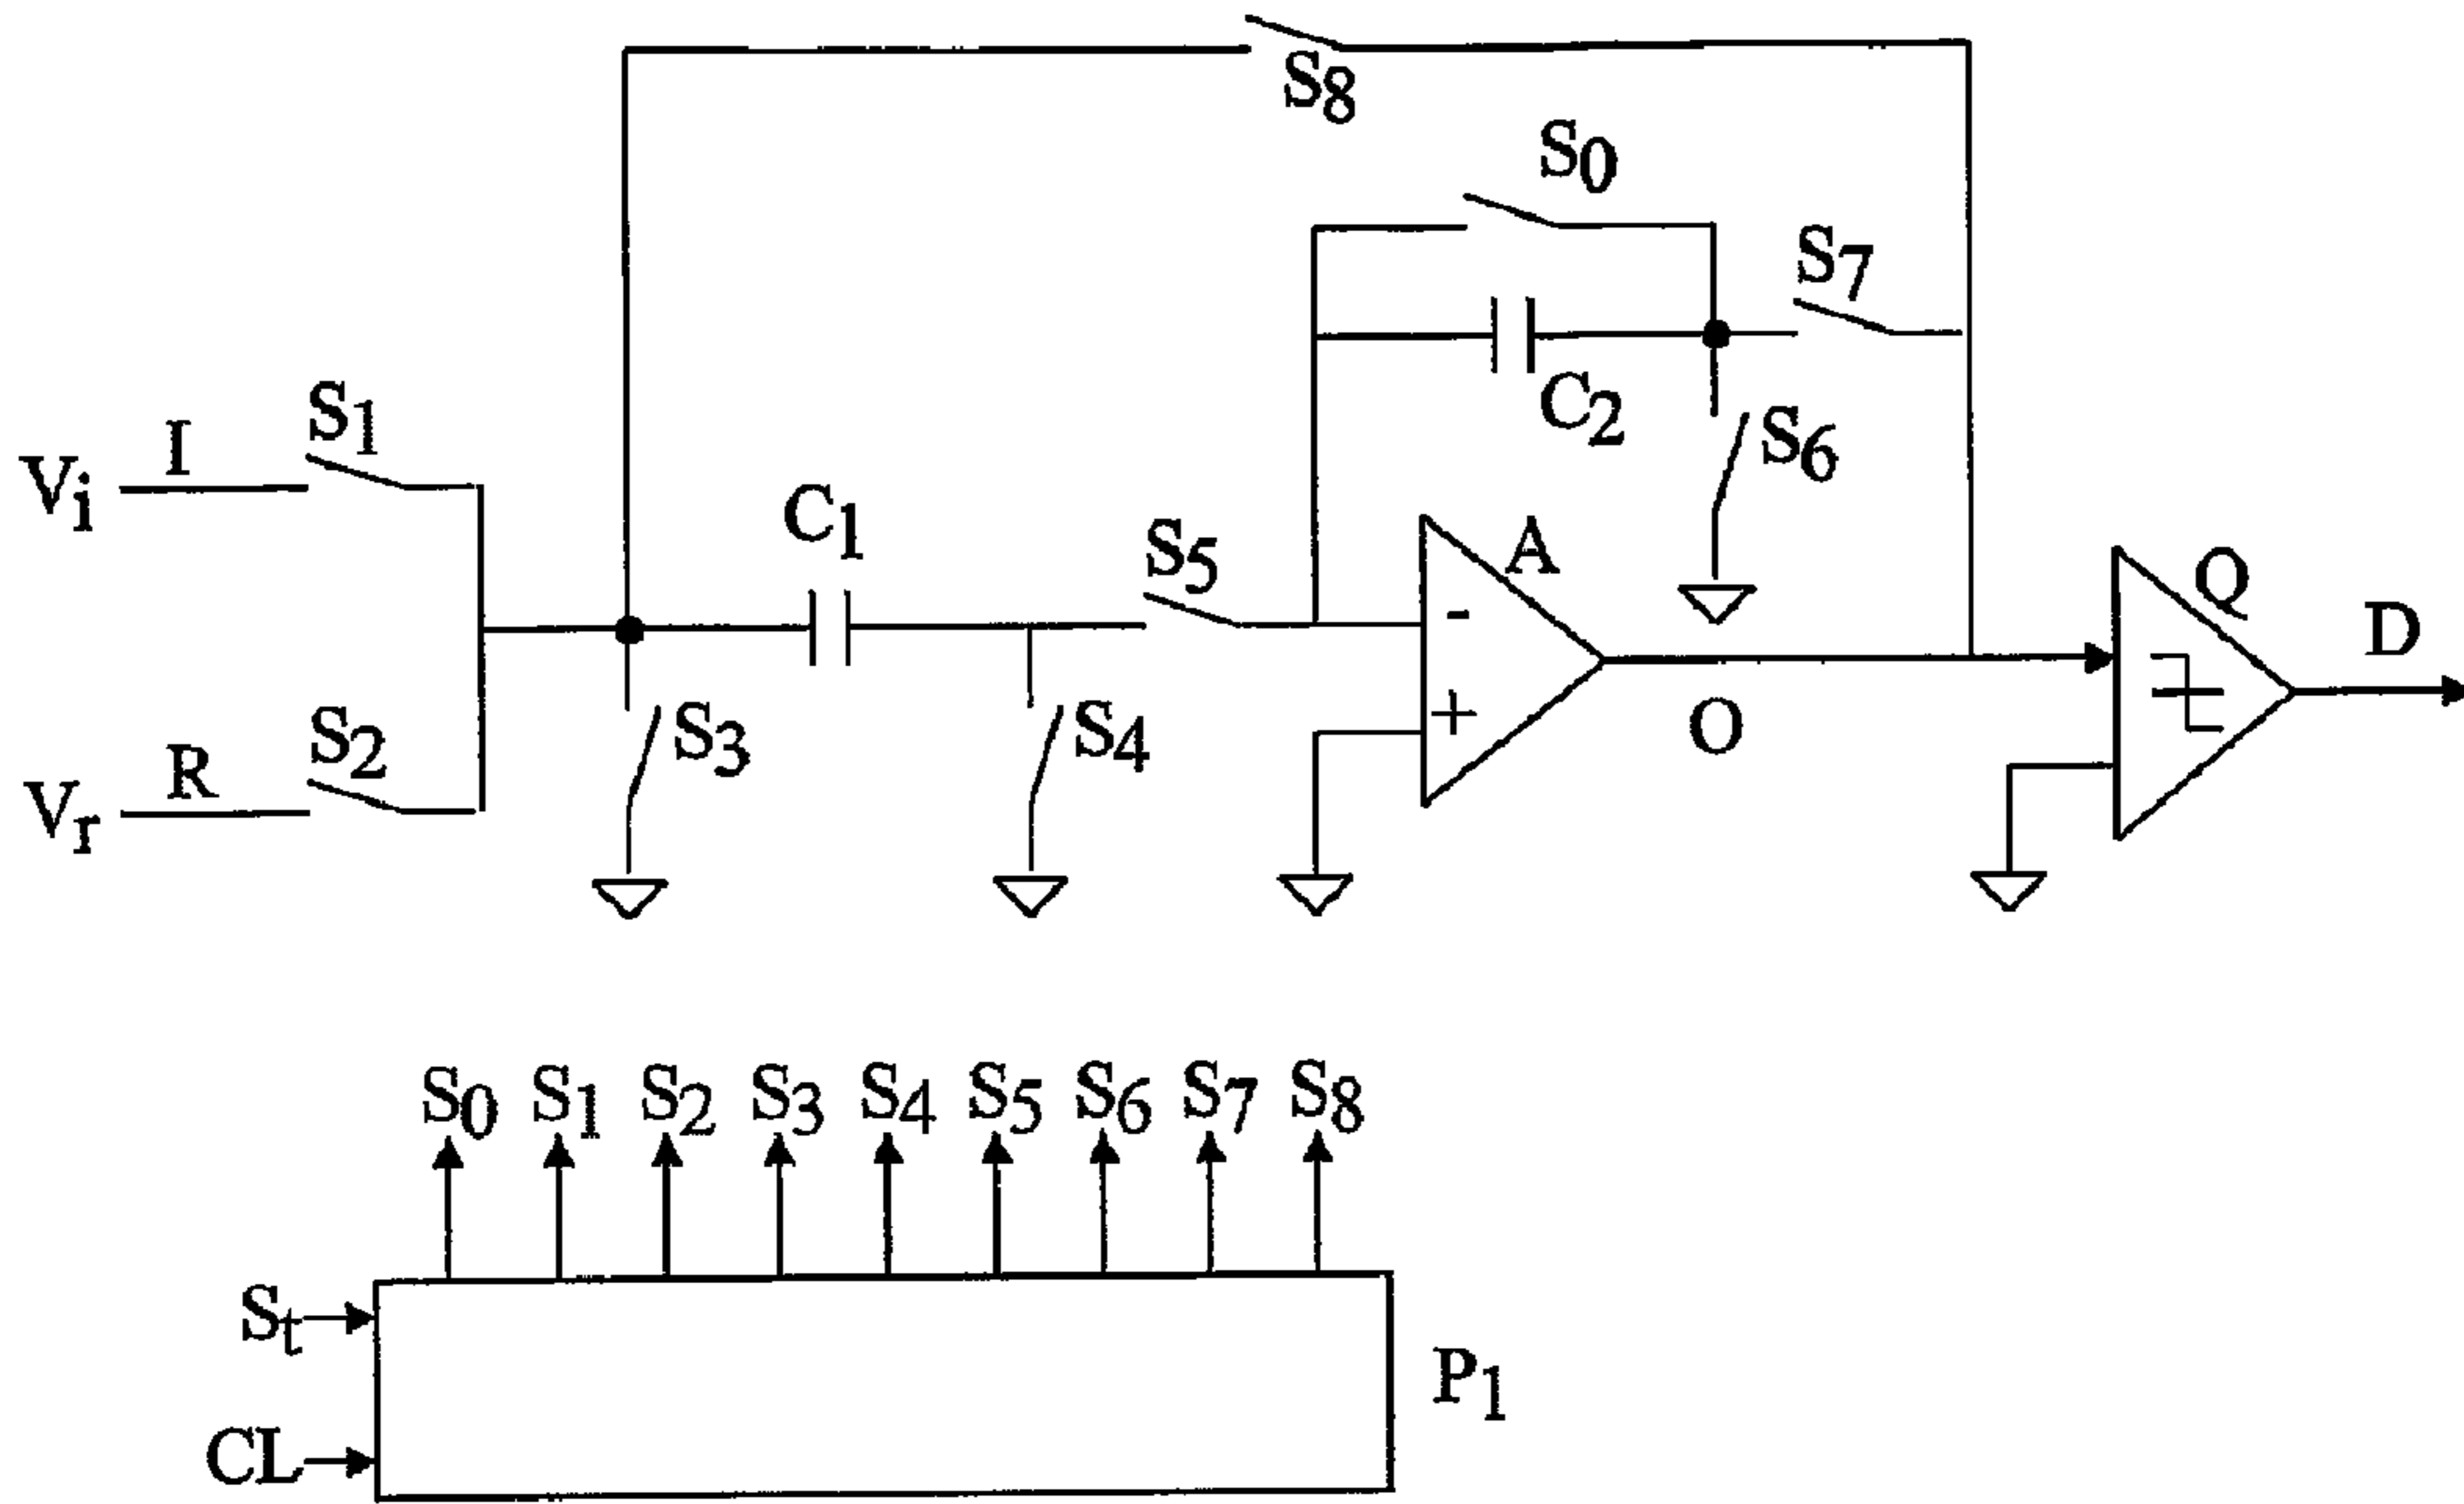 S8
S0
S7
C2
S6
S1
I
Vi
C1
S5
A
-
+
Q
D
R
S2
Vr
S3
S4
O
S0 S1 S2 S3 S4 S5 S6 S7 S8
St
CL
P1